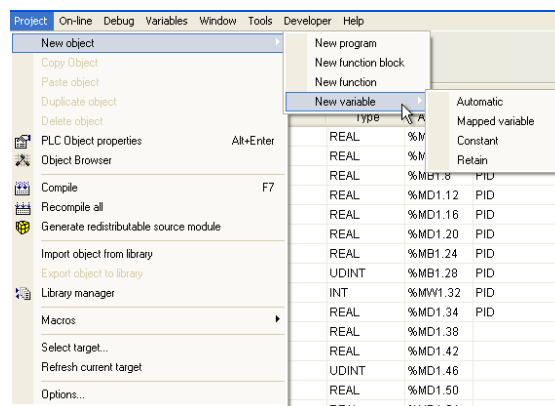 Project On-line Debug Variables Window Tools Developer Help
New object
Copy Object
Paste object
Duplicate object
Delete object
PLC Object properties Alt+Enter
Object Browser
Compile F7
Recompile all
Generate redistributable source module
Import object from library
Export object to library
Library manager
Macros
Select target...
Refresh current target
Options...
New program
New function block
New function
New variable
Automatic
Mapped variable
Constant
Retain
Type A
REAL %M
REAL %M
REAL %MB1.8 PID
REAL %MD1.12 PID
REAL %MD1.16 PID
REAL %MD1.20 PID
REAL %MB1.24 PID
UDINT %MB1.28 PID
INT %MW1.32 PID
REAL %MD1.34 PID
REAL %MD1.38
REAL %MD1.42
UDINT %MD1.46
REAL %MD1.50